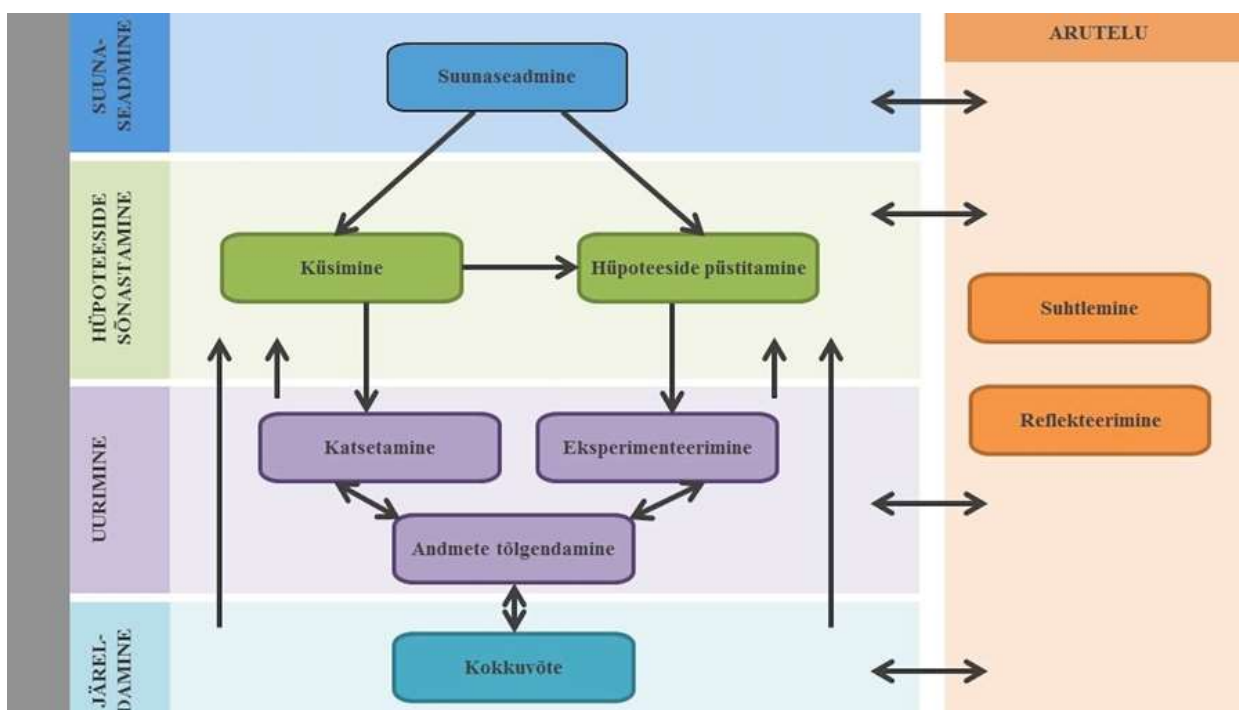 SUUNA-
SEADMINE
Suunaseadmine
ARUTELU
HÜPOTEESIDE
SÕNASTAMINE
Küsimine
Hüpoteeside püstitamine
Suhtlemine
Reflekteerimine
UURIMINE
Katsetamine
Eksperimenteerimine
Andmete tõlgendamine
JÄREL-
DAMINE
Kokkuvõte